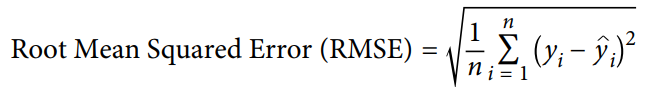 Root Mean Squared Error (RMSE) = √(1/n ∑_{i = 1}^{n} (y_i − ŷ_i)²)